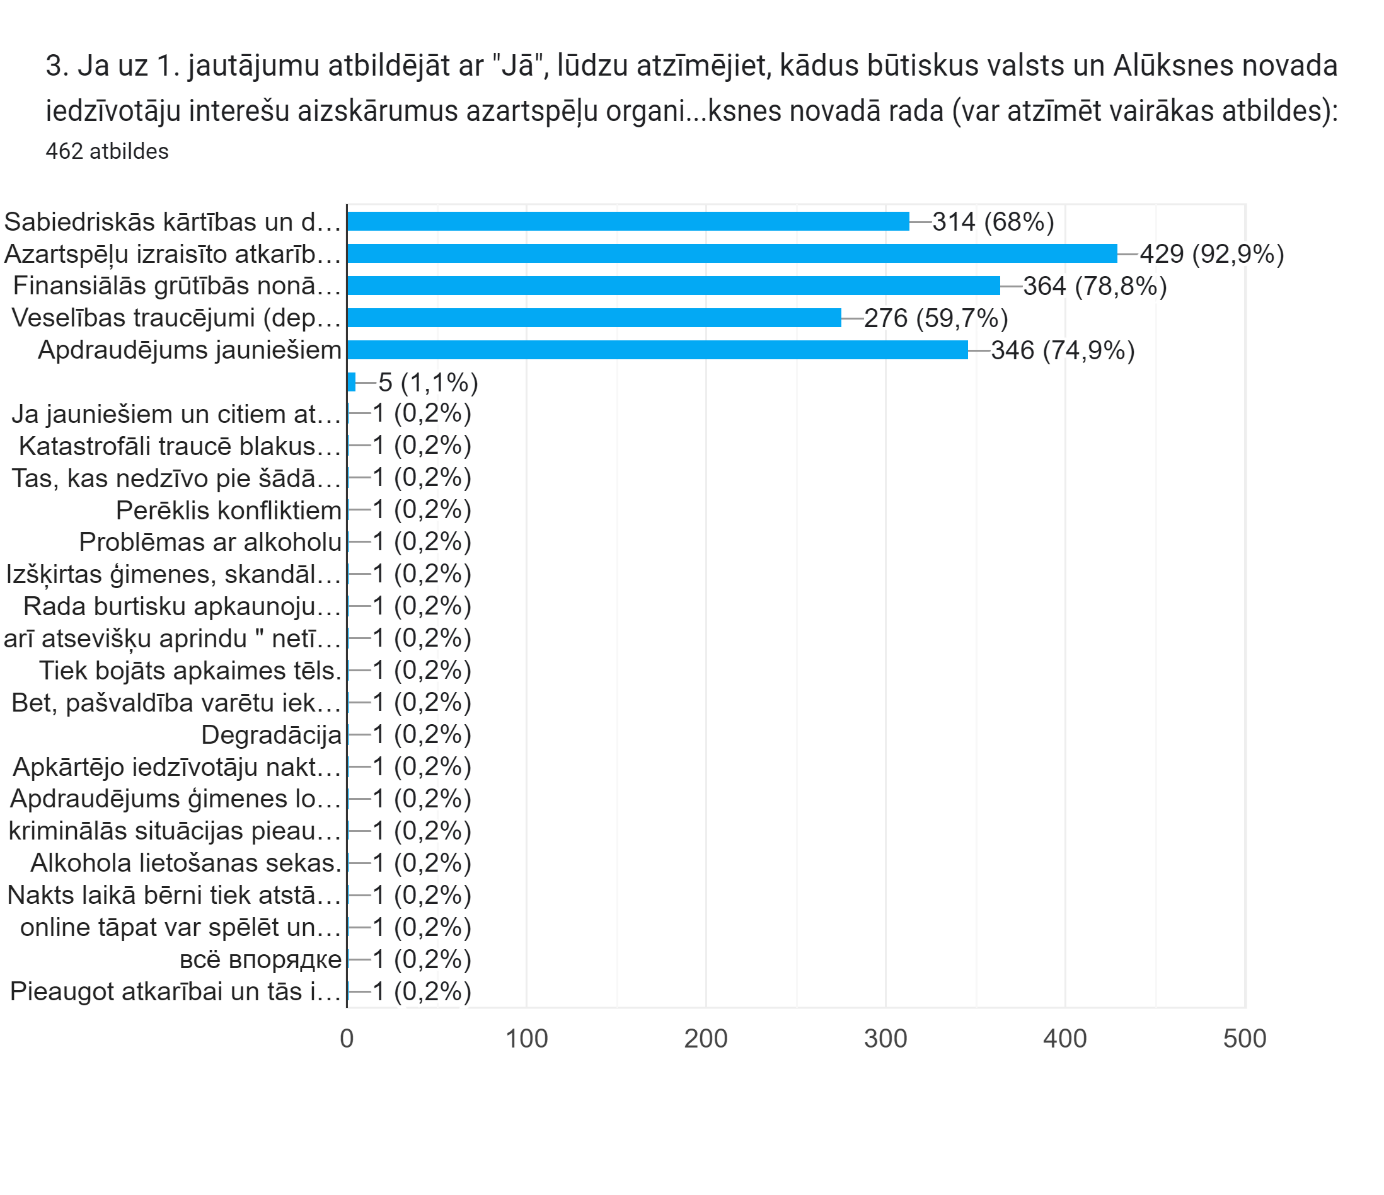 3. Ja uz 1. jautājumu atbildējāt ar "Jā", lūdzu atzīmējiet, kādus būtiskus valsts un Alūksnes novada
iedzīvotāju interešu aizskārumus azartspēļu organi...ksnes novadā rada (var atzīmēt vairākas atbildes):
462 atbildes
Sabiedriskās kārtības un d… 314 (68%)
Azartspēļu izraisīto atkarīb… 429 (92,9%)
Finansiālās grūtībās nonā… 364 (78,8%)
Veselības traucējumi (dep… 276 (59,7%)
Apdraudējums jauniešiem 346 (74,9%)
5 (1,1%)
Ja jauniešiem un citiem at… 1 (0,2%)
Katastrofāli traucē blakus… 1 (0,2%)
Tas, kas nedzīvo pie šādā… 1 (0,2%)
Perēklis konfliktiem 1 (0,2%)
Problēmas ar alkoholu 1 (0,2%)
Izšķirtas ģimenes, skandāl… 1 (0,2%)
Rada burtisku apkaunoju… 1 (0,2%)
arī atsevišķu aprindu " netī… 1 (0,2%)
Tiek bojāts apkaimes tēls. 1 (0,2%)
Bet, pašvaldība varētu iek… 1 (0,2%)
Degradācija 1 (0,2%)
Apkārtējo iedzīvotāju nakt… 1 (0,2%)
Apdraudējums ģimenes lo… 1 (0,2%)
kriminālās situācijas pieau… 1 (0,2%)
Alkohola lietošanas sekas. 1 (0,2%)
Nakts laikā bērni tiek atstā… 1 (0,2%)
online tāpat var spēlēt un… 1 (0,2%)
всё впорядке 1 (0,2%)
Pieaugot atkarībai un tās i… 1 (0,2%)
0 100 200 300 400 500